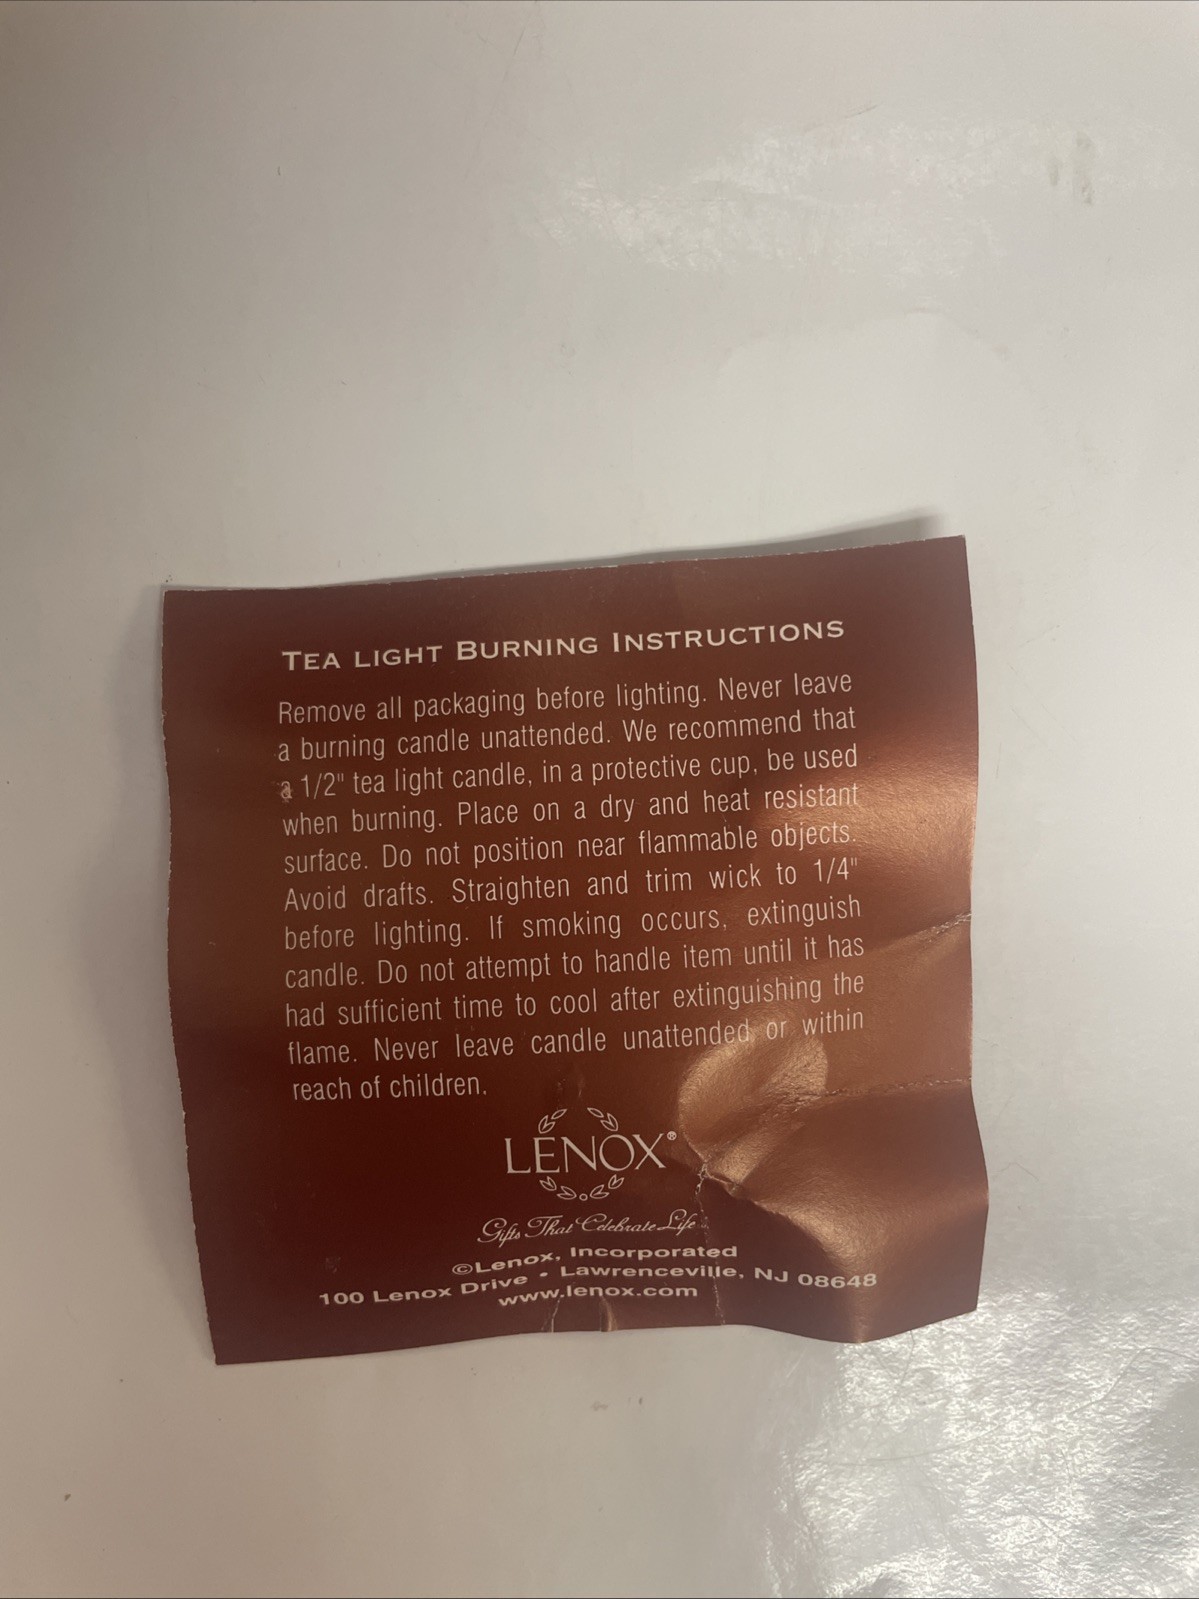 TEA LIGHT BURNING INSTRUCTIONS
Remove all packaging before lighting. Never leave
a burning candle unattended. We recommend that
a 1/2" tea light candle, in a protective cup, be used
when burning. Place on a dry and heat resistant
surface. Do not position near flammable objects.
Avoid drafts. Straighten and trim wick to 1/4"
before lighting. If smoking occurs, extinguish
candle. Do not attempt to handle item until it has
had sufficient time to cool after extinguishing the
flame. Never leave candle unattended or within
reach of children.
LENOX®
Gifts That Celebrate Life
©Lenox, Incorporated
100 Lenox Drive • Lawrenceville, NJ 08648
www.lenox.com